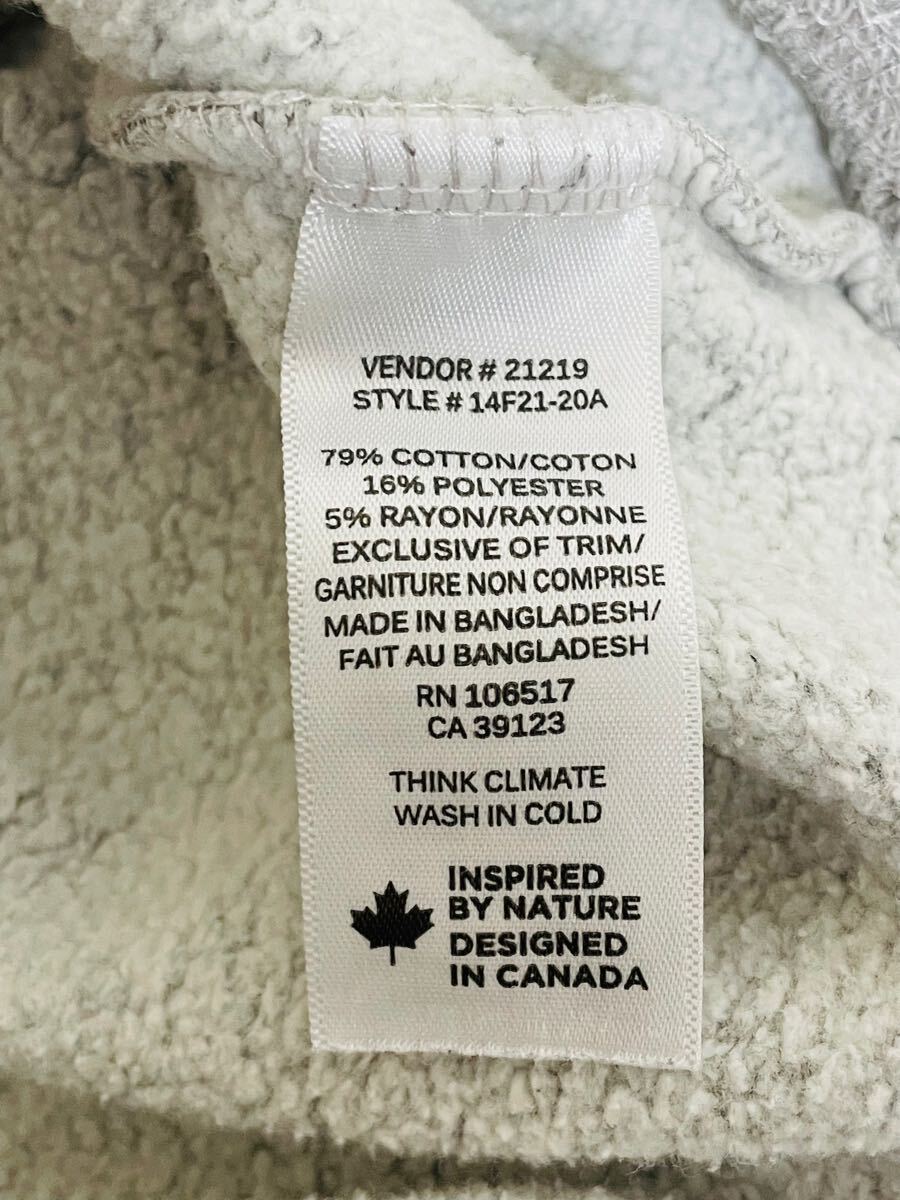 VENDOR # 21219
STYLE # 14F21-20A
79% COTTON/COTON
16% POLYESTER
5% RAYON/RAYONNE
EXCLUSIVE OF TRIM/
GARNITURE NON COMPRISE
MADE IN BANGLADESH/
FAIT AU BANGLADESH
RN 106517
CA 39123
THINK CLIMATE
WASH IN COLD
INSPIRED
BY NATURE
DESIGNED
IN CANADA